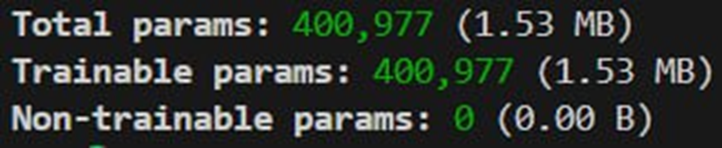 Total params: 400,977 (1.53 MB)
Trainable params: 400,977 (1.53 MB)
Non-trainable params: 0 (0.00 B)